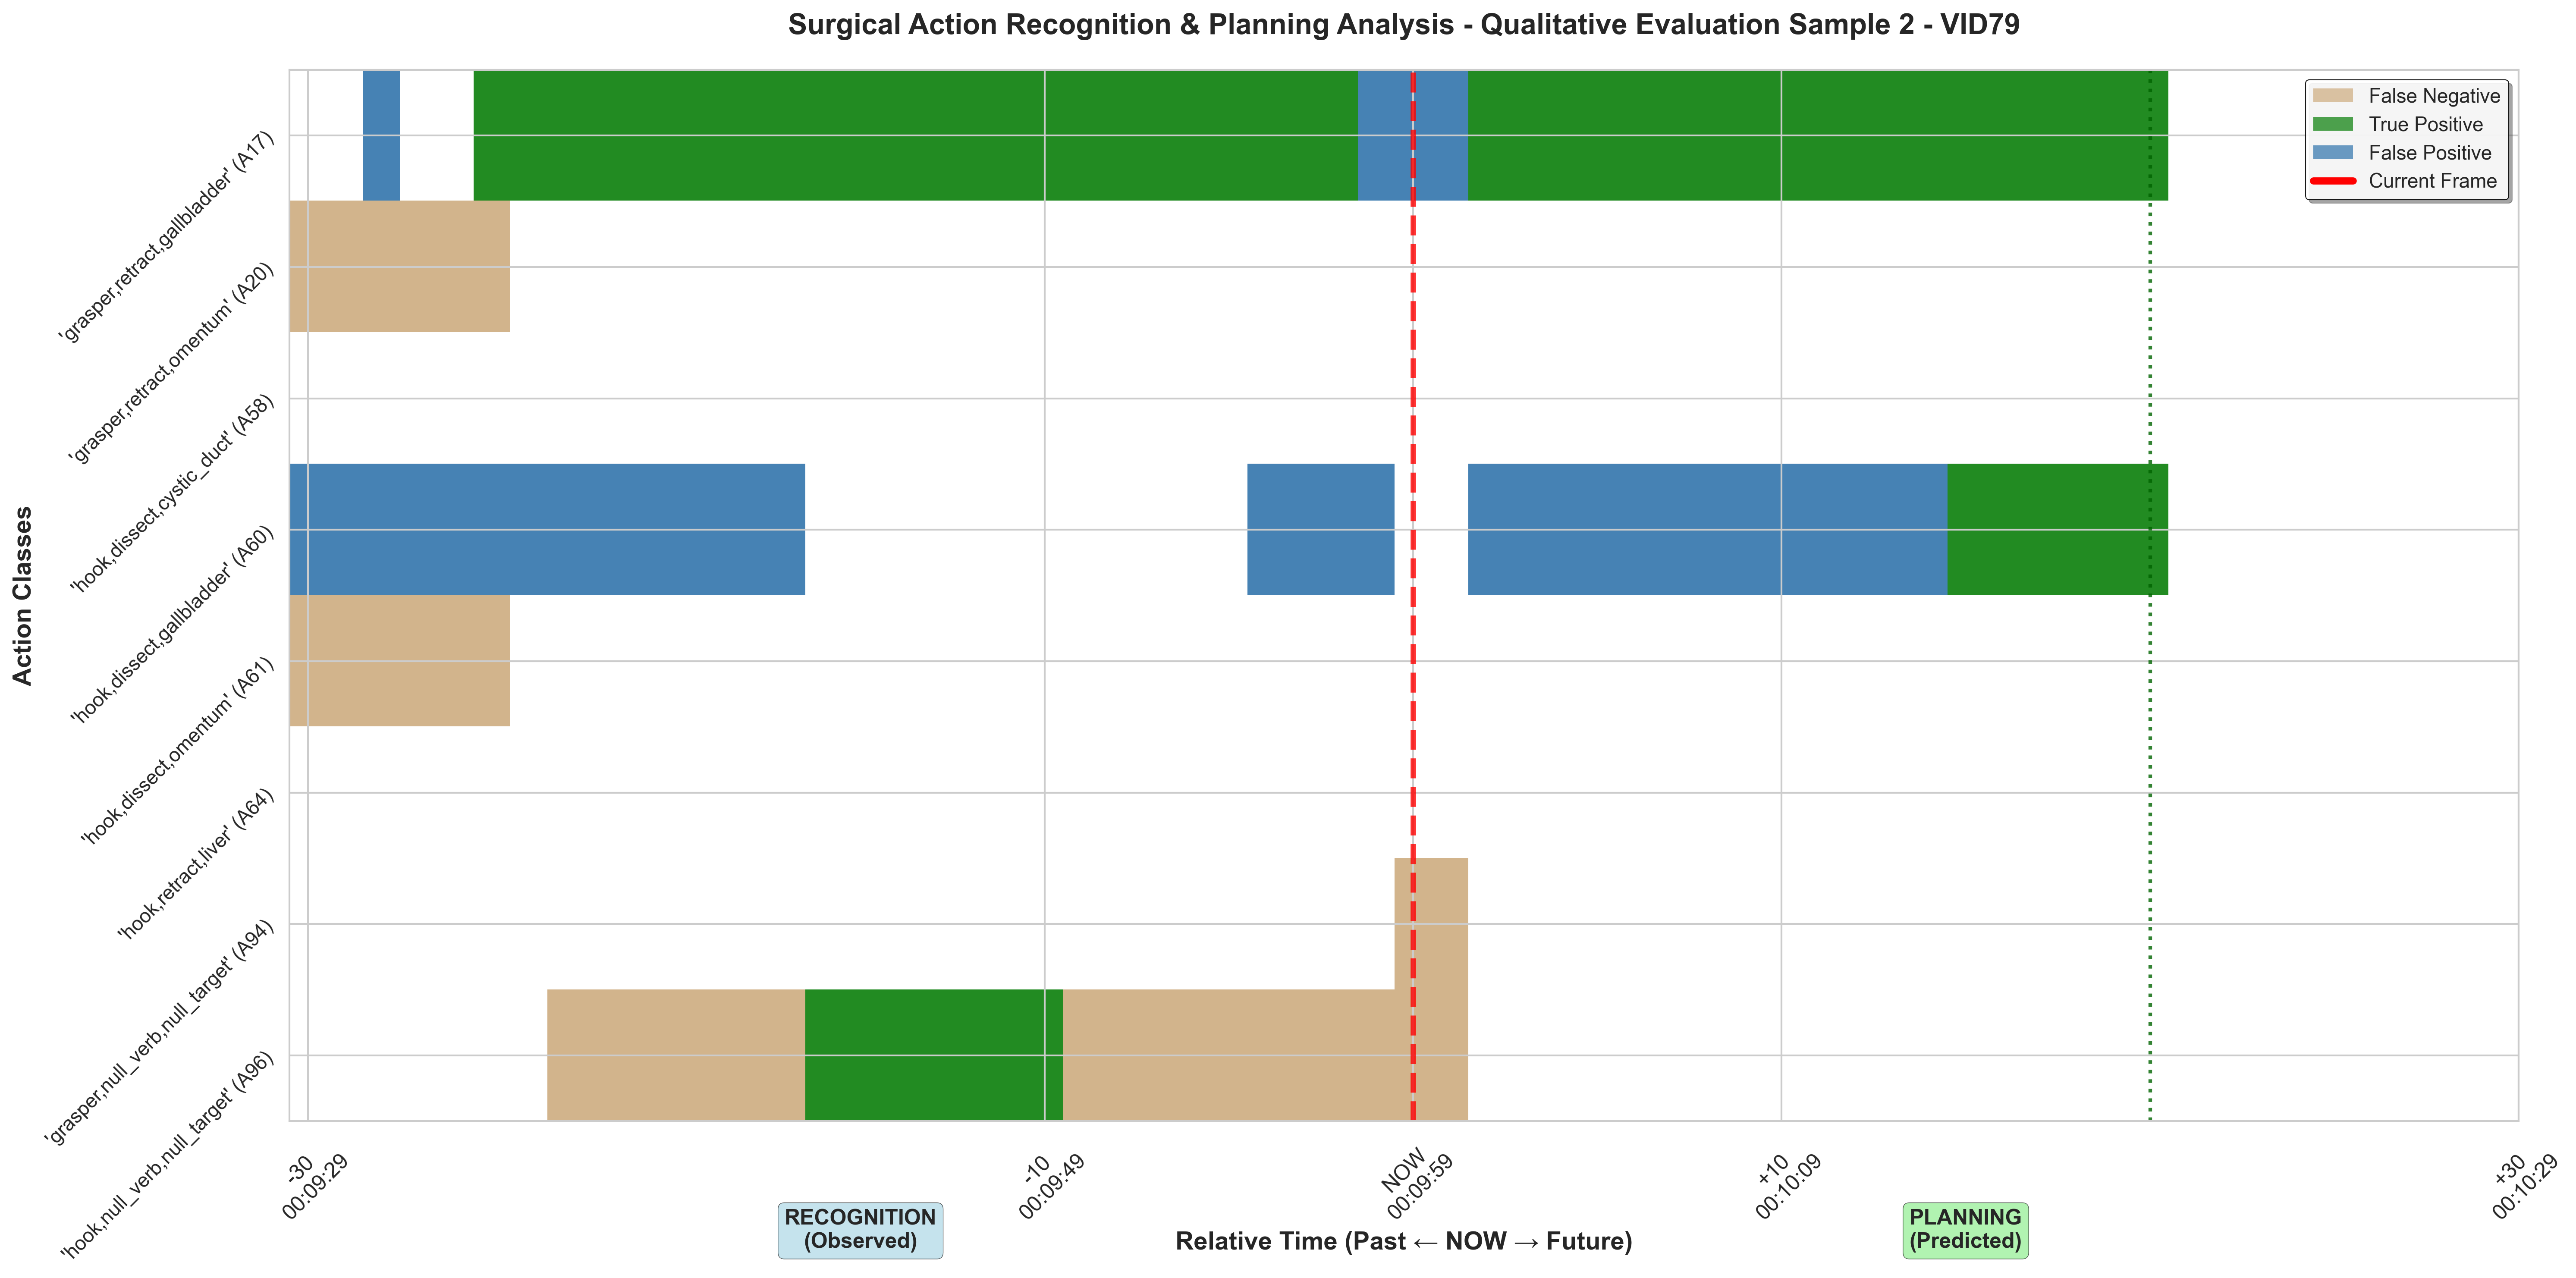 Surgical Action Recognition & Planning Analysis - Qualitative Evaluation Sample 2 - VID79
False Negative
True Positive
False Positive
Current Frame
Action Classes
'grasper,retract,gallbladder' (A17)
'grasper,retract,omentum' (A20)
'hook,dissect,cystic_duct' (A58)
'hook,dissect,gallbladder' (A60)
'hook,dissect,omentum' (A61)
'hook,retract,liver' (A64)
'grasper,null_verb,null_target' (A94)
'hook,null_verb,null_target' (A96)
-30
00:09:29
-10
00:09:49
NOW
00:09:59
+10
00:10:09
+30
00:10:29
RECOGNITION
(Observed)
Relative Time (Past ← NOW → Future)
PLANNING
(Predicted)